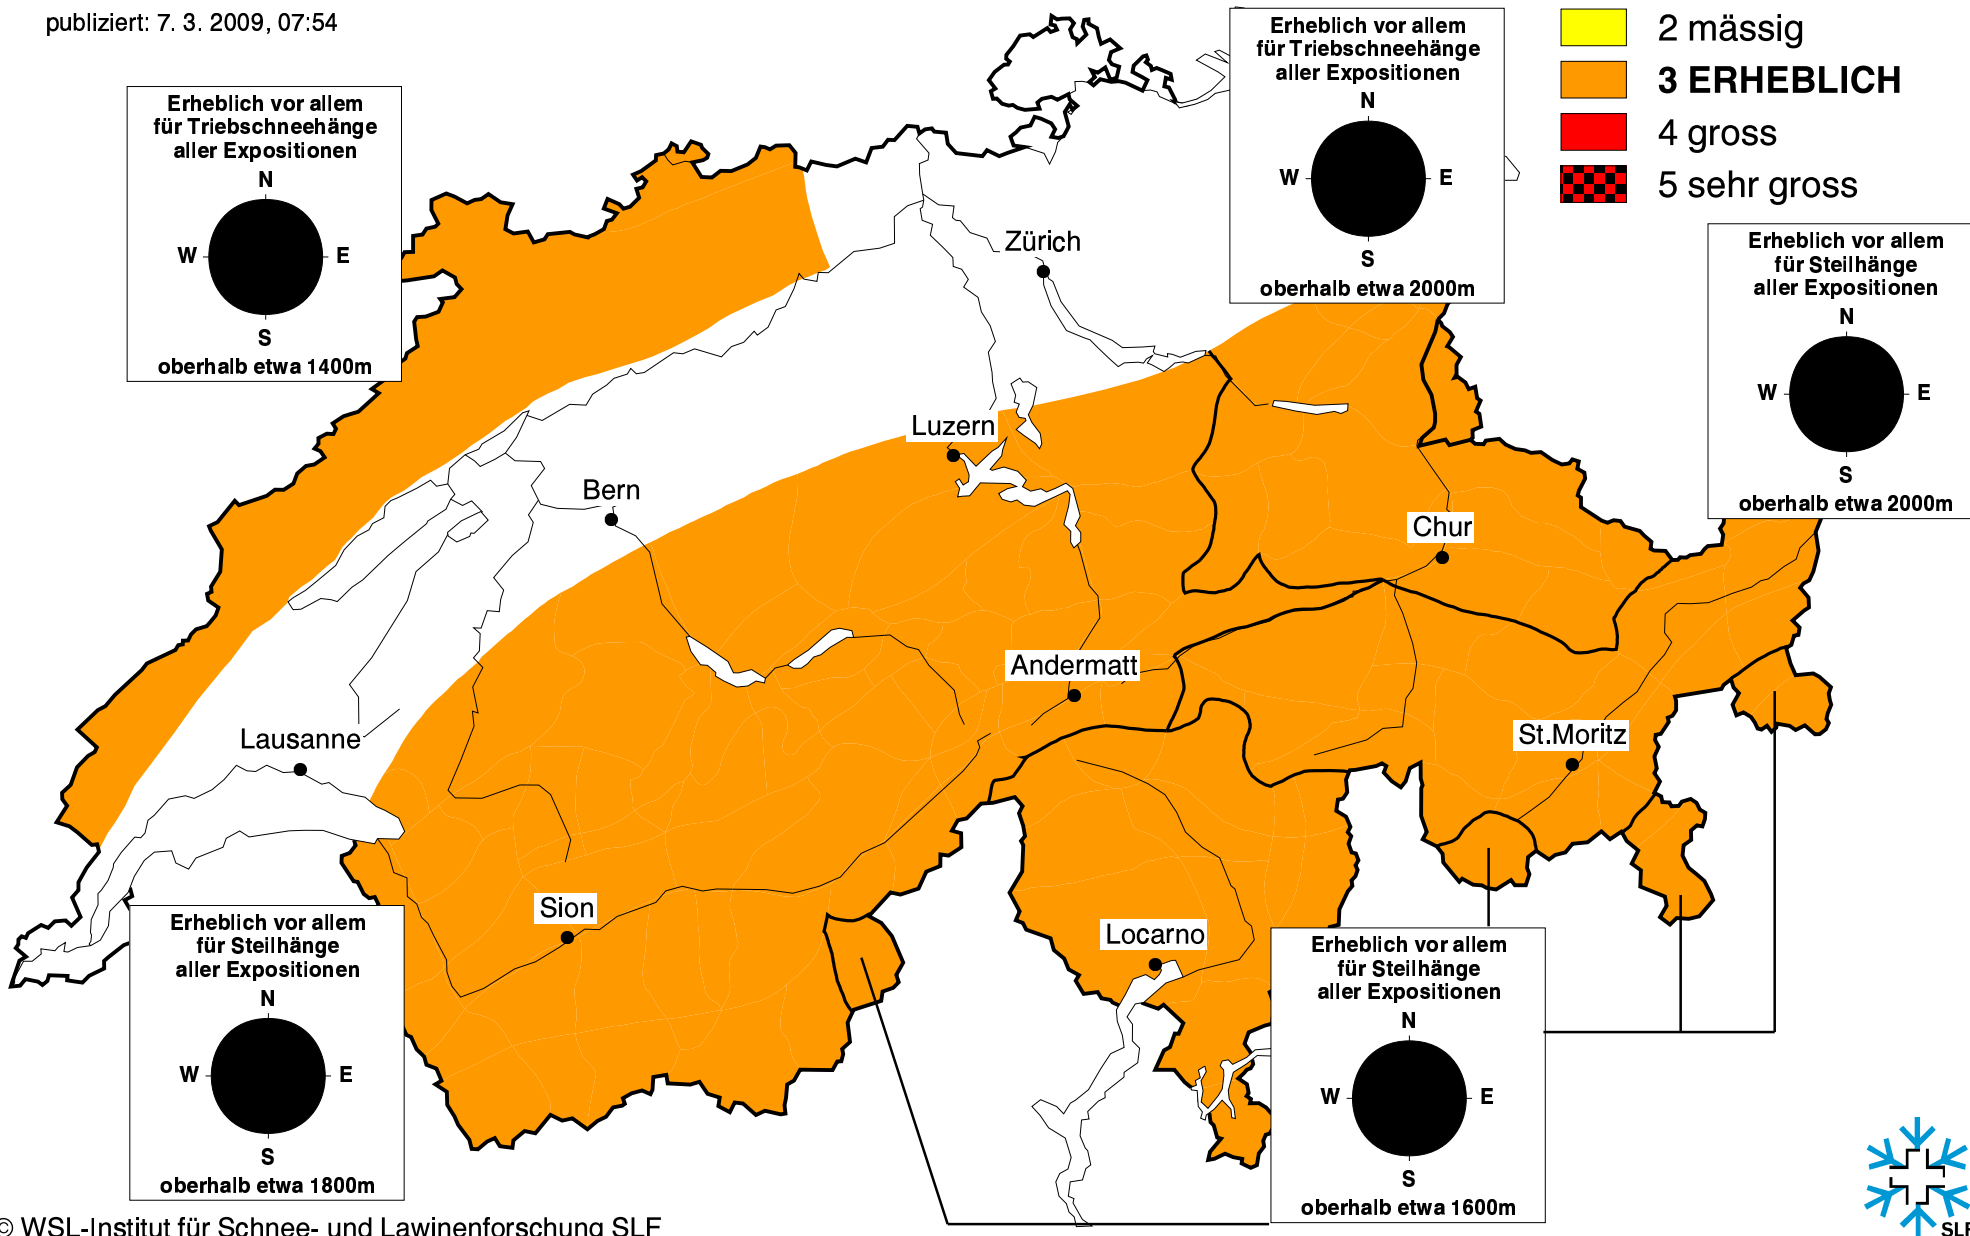 publiziert: 7. 3. 2009, 07:54
2 mässig
3 ERHEBLICH
4 gross
5 sehr gross
Erheblich vor allem
für Triebschneehänge
aller Expositionen
N
W
E
S
oberhalb etwa 1400m
Erheblich vor allem
für Triebschneehänge
aller Expositionen
N
W
E
S
oberhalb etwa 2000m
Erheblich vor allem
für Steilhänge
aller Expositionen
N
W
E
S
oberhalb etwa 2000m
Zürich
Luzern
Bern
Chur
Andermatt
Lausanne
St.Moritz
Sion
Locarno
Erheblich vor allem
für Steilhänge
aller Expositionen
N
W
E
S
oberhalb etwa 1800m
Erheblich vor allem
für Steilhänge
aller Expositionen
N
W
E
S
oberhalb etwa 1600m
© WSL-Institut für Schnee- und Lawinenforschung SLF
SLF